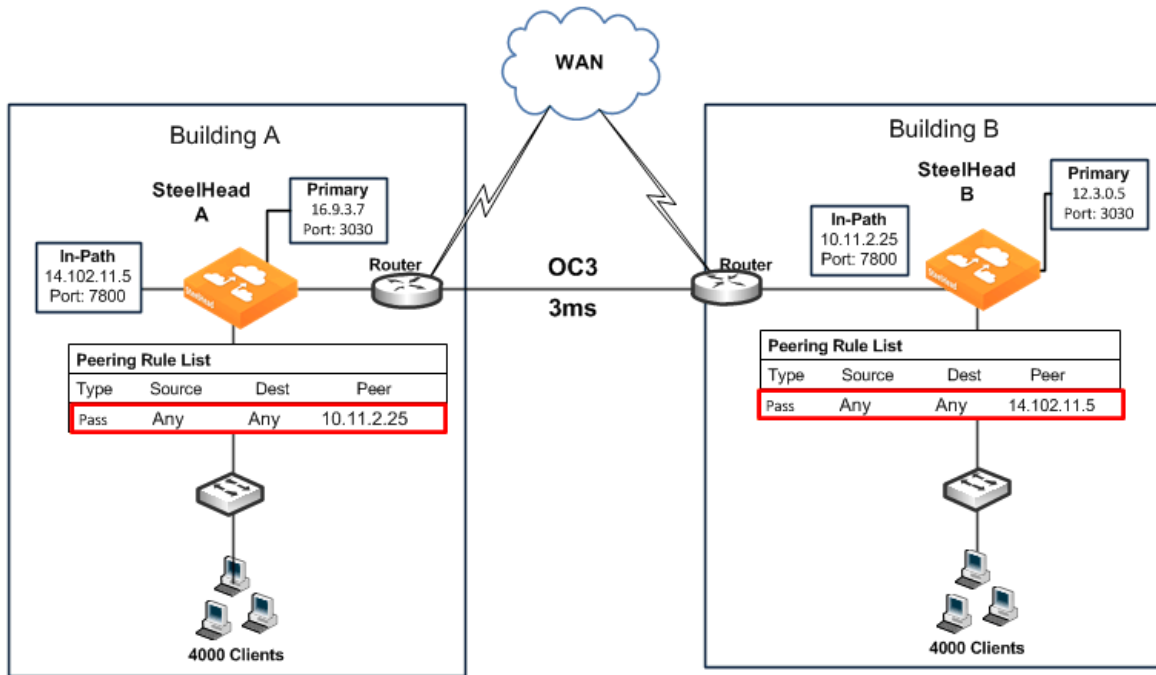 WAN
Building A
SteelHead
A
Primary
16.9.3.7
Port: 3030
In-Path
14.102.11.5
Port: 7800
SteelHead
Router
Peering Rule List
Type Source Dest Peer
Pass Any Any 10.11.2.25
4000 Clients
OC3
3ms
Building B
SteelHead
B
Primary
12.3.0.5
Port: 3030
In-Path
10.11.2.25
Port: 7800
SteelHead
Router
Peering Rule List
Type Source Dest Peer
Pass Any Any 14.102.11.5
4000 Clients